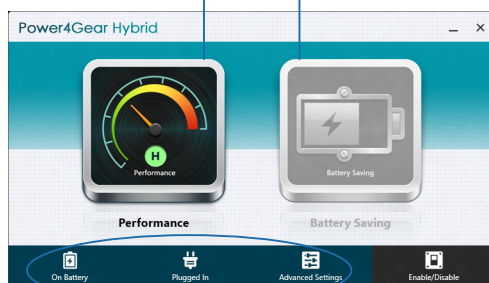 Power4Gear Hybrid
H
Performance
Battery Saving
Performance
Battery Saving
On Battery
Plugged In
Advanced Settings
Enable/Disable